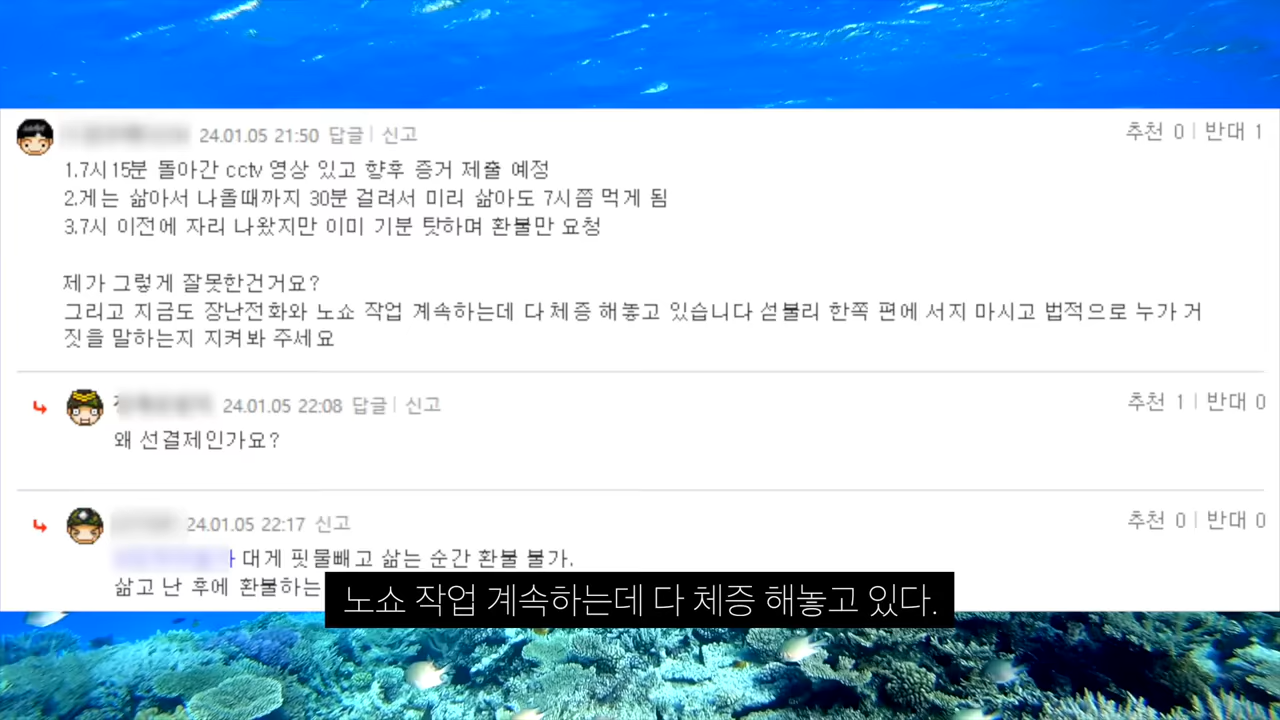 24.01.05 21:50 답글 | 신고 추천 0 | 반대 1
1.7시15분 돌아간 cctv 영상 있고 향후 증거 제출 예정
2.게는 삶아서 나올때까지 30분 걸려서 미리 삶아도 7시쯤 먹게 됨
3.7시 이전에 자리 나왔지만 이미 기분 탓하며 환불만 요청
제가 그렇게 잘못한건거요?
그리고 지금도 장난전화와 노쇼 작업 계속하는데 다 체증 해놓고 있습니다 섣불리 한쪽 편에 서지 마시고 법적으로 누가 거
짓을 말하는지 지켜봐 주세요
24.01.05 22:08 답글 | 신고 추천 1 | 반대 0
왜 선결제인가요?
24.01.05 22:17 신고 추천 0 | 반대 0
대게 핏물빼고 삶는 순간 환불 불가.
삶고 난 후에 환불하는
노쇼 작업 계속하는데 다 체증 해놓고 있다.